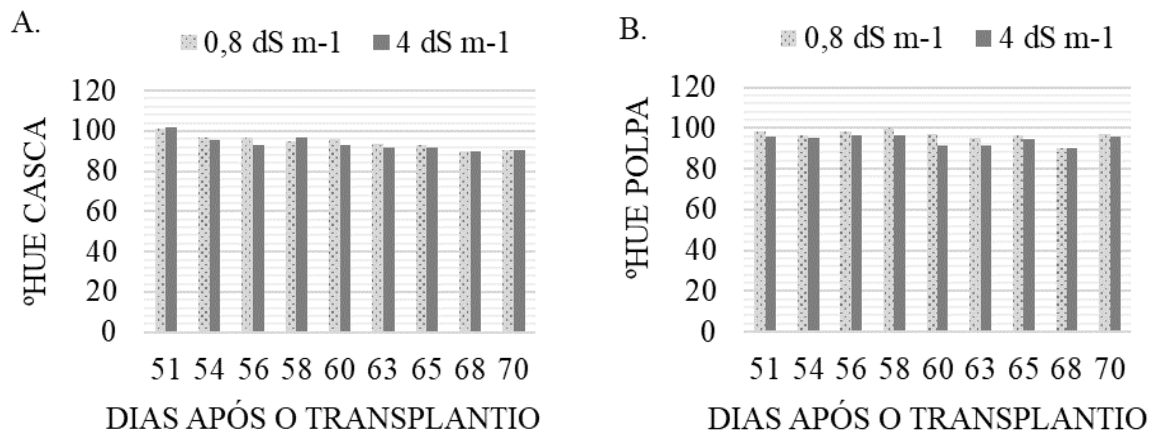 A.
0,8 dS m-1 4 dS m-1
120
100
80
60
40
20
0
ºHUE CASCA
51 54 56 58 60 63 65 68 70
DIAS APÓS O TRANSPLANTIO
B.
0,8 dS m-1 4 dS m-1
120
100
80
60
40
20
0
ºHUE POLPA
51 54 56 58 60 63 65 68 70
DIAS APÓS O TRANSPLANTIO